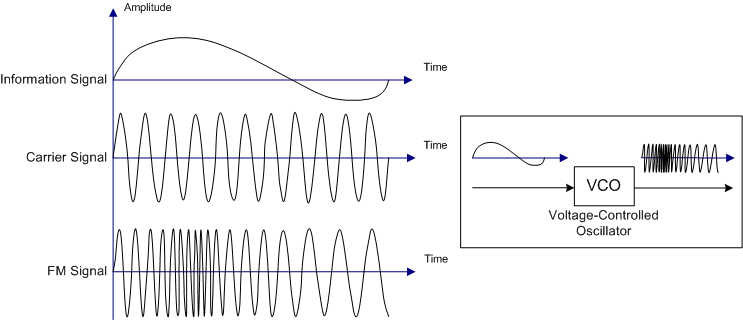 Amplitude
Time
Information Signal
Time
Carrier Signal
VCO
Voltage-Controlled
Oscillator
Time
FM Signal